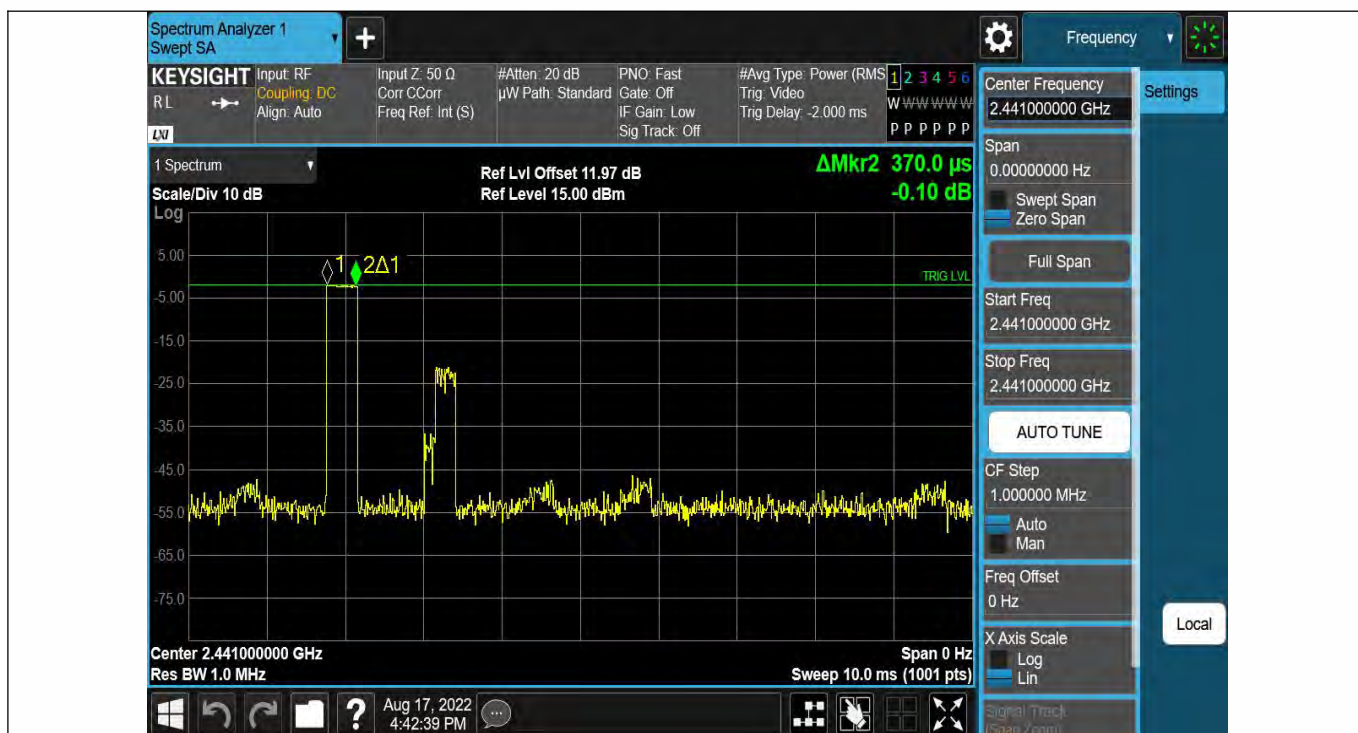 Spectrum Analyzer 1
Swept SA
Frequency
KEYSIGHT
RL
LXI
Input: RF
Coupling: DC
Align: Auto
Input Z: 50 Ω
Corr CCorr
Freq Ref: Int (S)
#Atten: 20 dB
µW Path: Standard
PNO: Fast
Gate: Off
IF Gain: Low
Sig Track: Off
#Avg Type: Power (RMS
Trig: Video
Trig Delay: -2.000 ms
1 2 3 4 5 6
W W W W W W
P P P P P P
1 Spectrum
Scale/Div 10 dB
Log
Ref Lvl Offset 11.97 dB
Ref Level 15.00 dBm
ΔMkr2 370.0 µs
-0.10 dB
1
2Δ1
TRIG LVL
5.00
-5.00
-15.0
-25.0
-35.0
-45.0
-55.0
-65.0
-75.0
Center 2.441000000 GHz
Res BW 1.0 MHz
Span 0 Hz
Sweep 10.0 ms (1001 pts)
Center Frequency
2.441000000 GHz
Span
0.00000000 Hz
Swept Span
Zero Span
Full Span
Start Freq
2.441000000 GHz
Stop Freq
2.441000000 GHz
AUTO TUNE
CF Step
1.000000 MHz
Auto
Man
Freq Offset
0 Hz
X Axis Scale
Log
Lin
Signal Track
(Span Zoom)
Settings
Local
?
Aug 17, 2022
4:42:39 PM